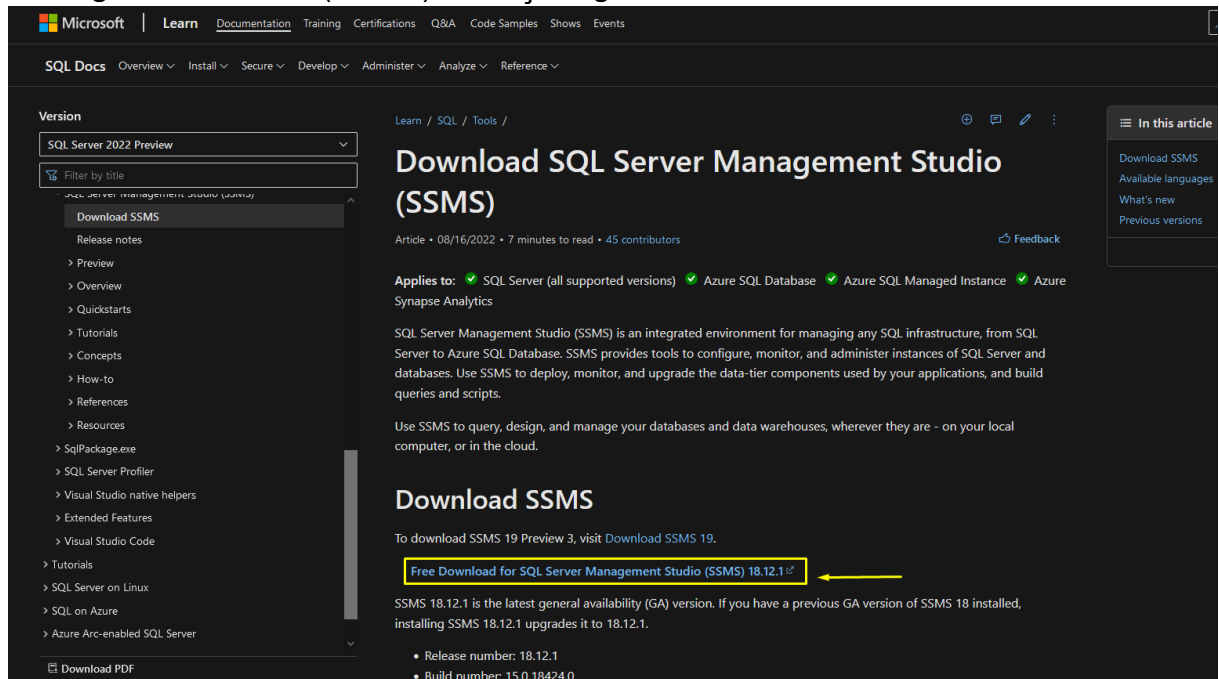 Microsoft Learn Documentation Training Certifications Q&A Code Samples Shows Events
SQL Docs Overview Install Secure Develop Administer Analyze Reference
Version
SQL Server 2022 Preview
Filter by title
SQL Server Management Studio (SSMS)
Download SSMS
Release notes
Preview
Overview
Quickstarts
Tutorials
Concepts
How-to
References
Resources
SqlPackage.exe
SQL Server Profiler
Visual Studio native helpers
Extended Features
Visual Studio Code
Tutorials
SQL Server on Linux
SQL on Azure
Azure Arc-enabled SQL Server
Download PDF
Learn / SQL / Tools /
Download SQL Server Management Studio
(SSMS)
Article • 08/16/2022 • 7 minutes to read • 45 contributors
Feedback
Applies to: SQL Server (all supported versions) Azure SQL Database Azure SQL Managed Instance Azure
Synapse Analytics
SQL Server Management Studio (SSMS) is an integrated environment for managing any SQL infrastructure, from SQL
Server to Azure SQL Database. SSMS provides tools to configure, monitor, and administer instances of SQL Server and
databases. Use SSMS to deploy, monitor, and upgrade the data-tier components used by your applications, and build
queries and scripts.
Use SSMS to query, design, and manage your databases and data warehouses, wherever they are - on your local
computer, or in the cloud.
Download SSMS
To download SSMS 19 Preview 3, visit Download SSMS 19.
Free Download for SQL Server Management Studio (SSMS) 18.12.1
SSMS 18.12.1 is the latest general availability (GA) version. If you have a previous GA version of SSMS 18 installed,
installing SSMS 18.12.1 upgrades it to 18.12.1.
• Release number: 18.12.1
• Build number: 15.0.18424.0
In this article
Download SSMS
Available languages
What's new
Previous versions